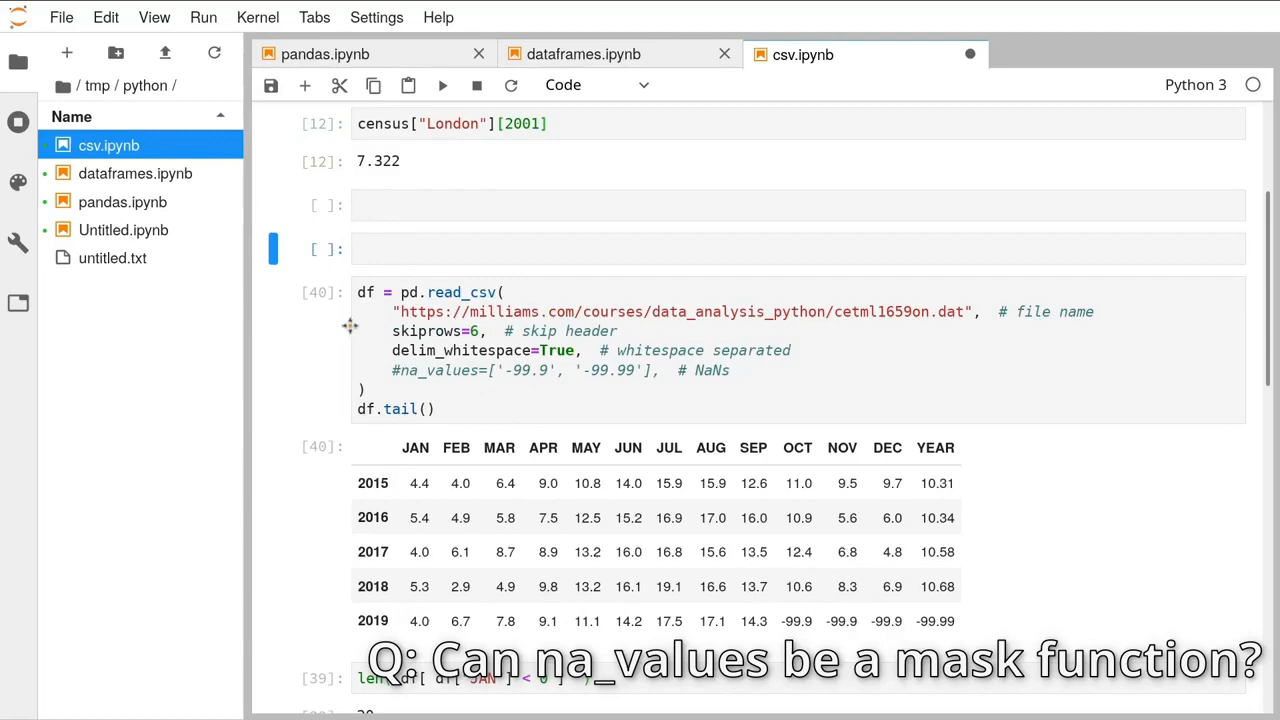 File Edit View Run Kernel Tabs Settings Help
pandas.ipynb dataframes.ipynb csv.ipynb
/ tmp / python /
Code Python 3
Name
csv.ipynb
dataframes.ipynb
pandas.ipynb
Untitled.ipynb
untitled.txt
[12]: census["London"][2001]
[12]: 7.322
[ ]:
[ ]:
[40]: df = pd.read_csv(
"https://milliams.com/courses/data_analysis_python/cetml1659on.dat",  # file name
skiprows=6,  # skip header
delim_whitespace=True,  # whitespace separated
#na_values=['-99.9', '-99.99'],  # NaNs
)
df.tail()
[40]: JAN FEB MAR APR MAY JUN JUL AUG SEP OCT NOV DEC YEAR
2015 4.4 4.0 6.4 9.0 10.8 14.0 15.9 15.9 12.6 11.0 9.5 9.7 10.31
2016 5.4 4.9 5.8 7.5 12.5 15.2 16.9 17.0 16.0 10.9 5.6 6.0 10.34
2017 4.0 6.1 8.7 8.9 13.2 16.0 16.8 15.6 13.5 12.4 6.8 4.8 10.58
2018 5.3 2.9 4.9 9.8 13.2 16.1 19.1 16.6 13.7 10.6 8.3 6.9 10.68
2019 4.0 6.7 7.8 9.1 11.1 14.2 17.5 17.1 14.3 -99.9 -99.9 -99.9 -99.99
Q: Can na_values be a mask function?
[39]: